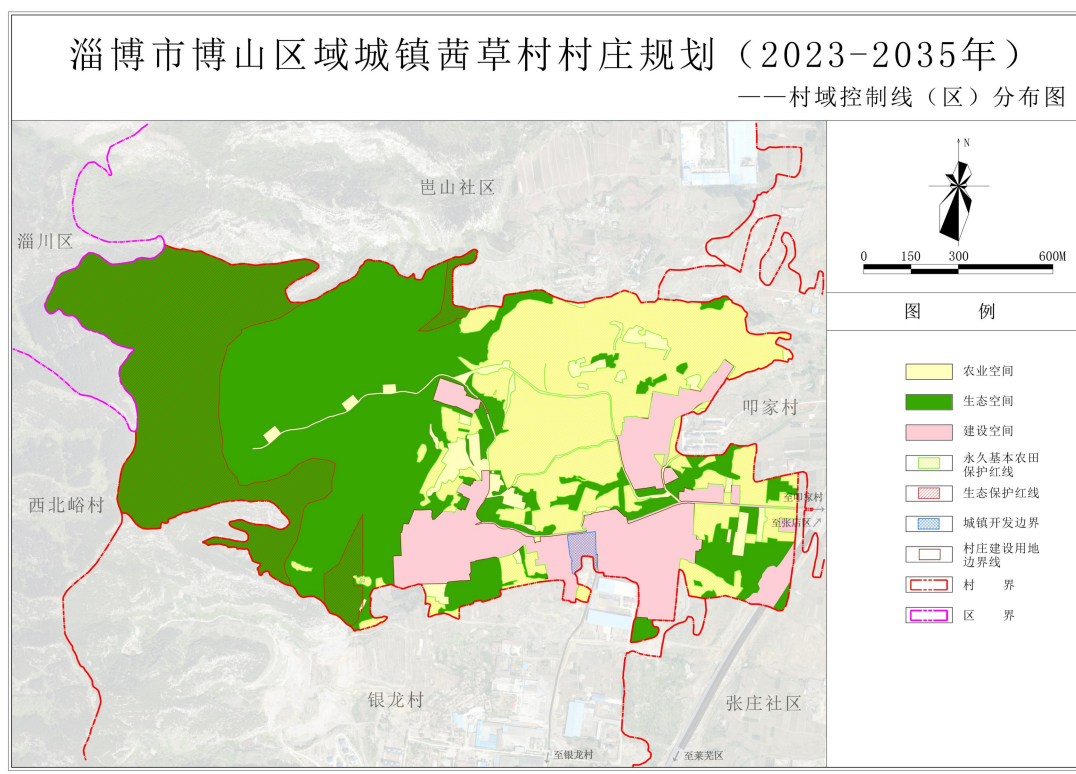 淄博市博山区域城镇茜草村村庄规划（2023-2035年）
——村域控制线（区）分布图
岜山社区
淄川区
叩家村
西北峪村
至叩家村
至张店区
银龙村
张庄社区
至银龙村
至莱芜区
N
0 150 300 600M
图 例
农业空间
生态空间
建设空间
永久基本农田
保护红线
生态保护红线
城镇开发边界
村庄建设用地
边界线
村 界
区 界